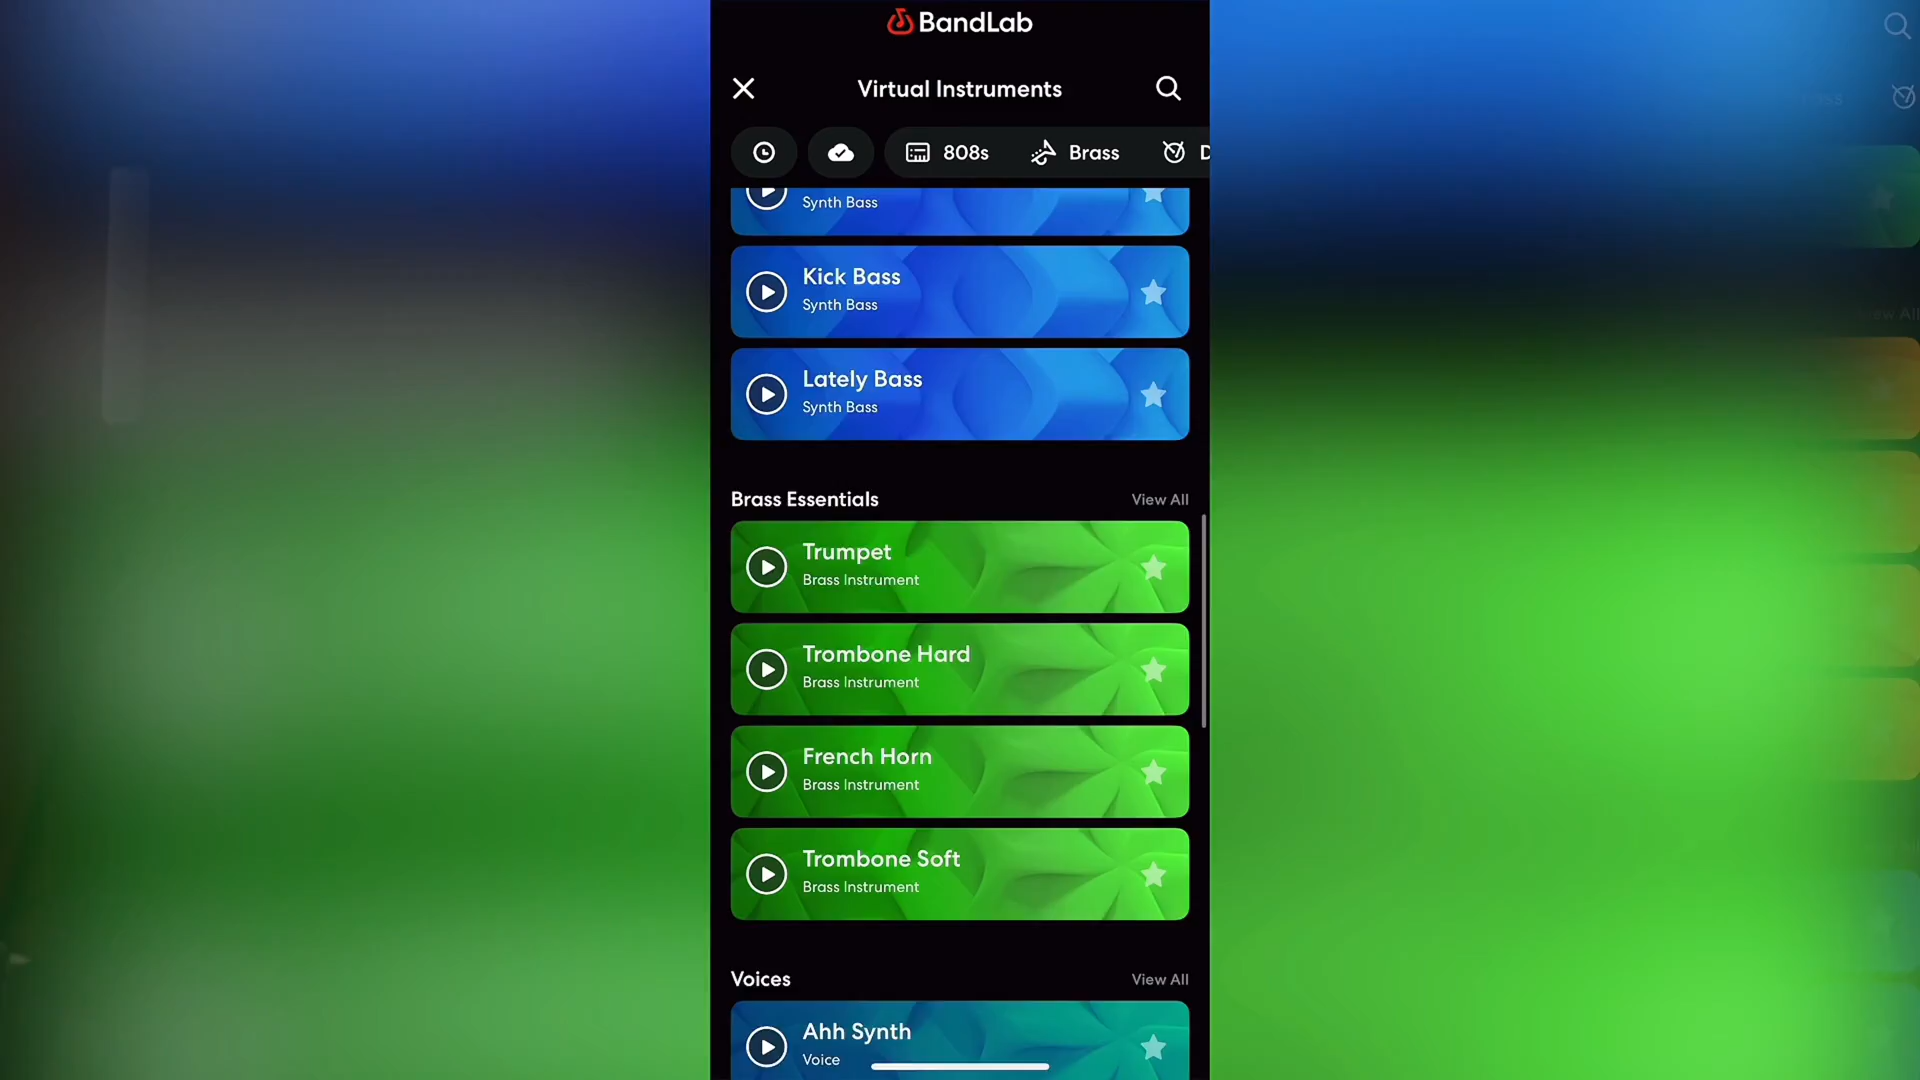 BandLab
Virtual Instruments
808s
Brass
D
Synth Bass
Kick Bass
Synth Bass
Lately Bass
Synth Bass
Brass Essentials
View All
Trumpet
Brass Instrument
Trombone Hard
Brass Instrument
French Horn
Brass Instrument
Trombone Soft
Brass Instrument
Voices
View All
Ahh Synth
Voice